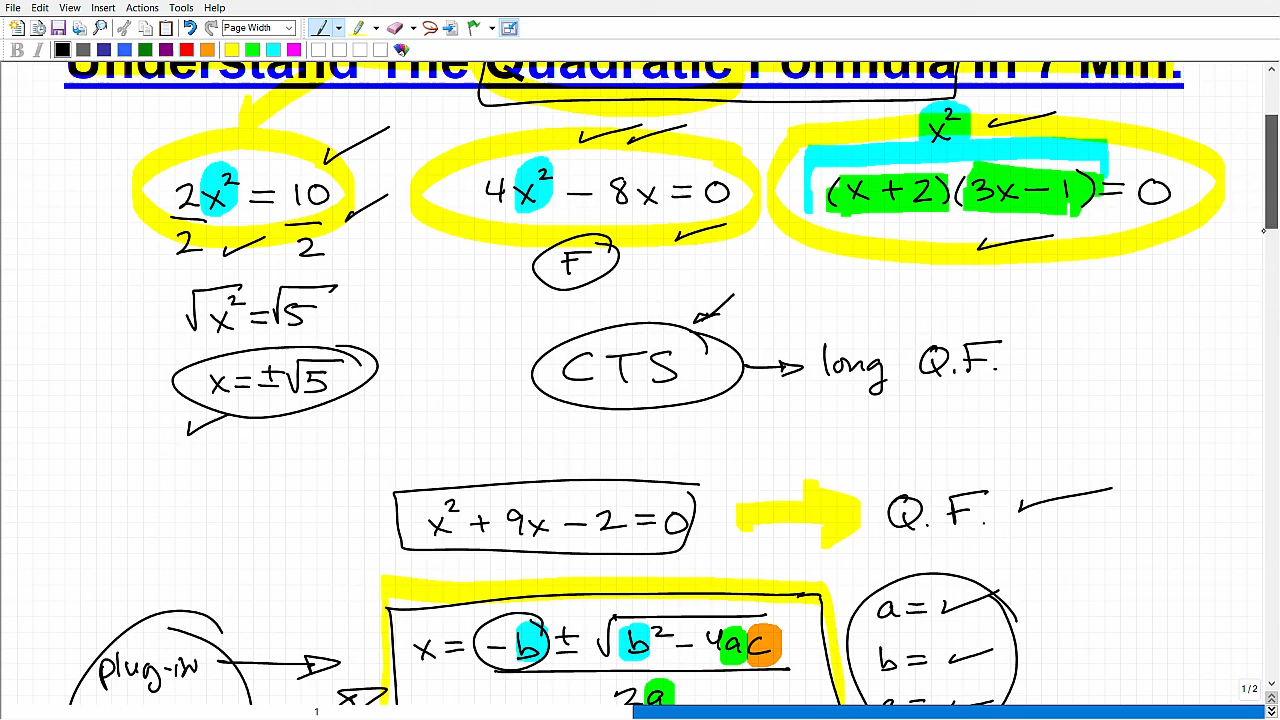 File Edit View Insert Actions Tools Help
Page Width
B I
Understand The Quadratic Formula in 7 Min.
x²
2x² = 10
4x² - 8x = 0
(x + 2)(3x - 1) = 0
2 2
F
√x² = √5
CTS → long Q.F.
x = ±√5
x² + 9x - 2 = 0 Q.F.
a =
x = -b ± √b² - 4ac
b =
plug-in
2a
1/2
1